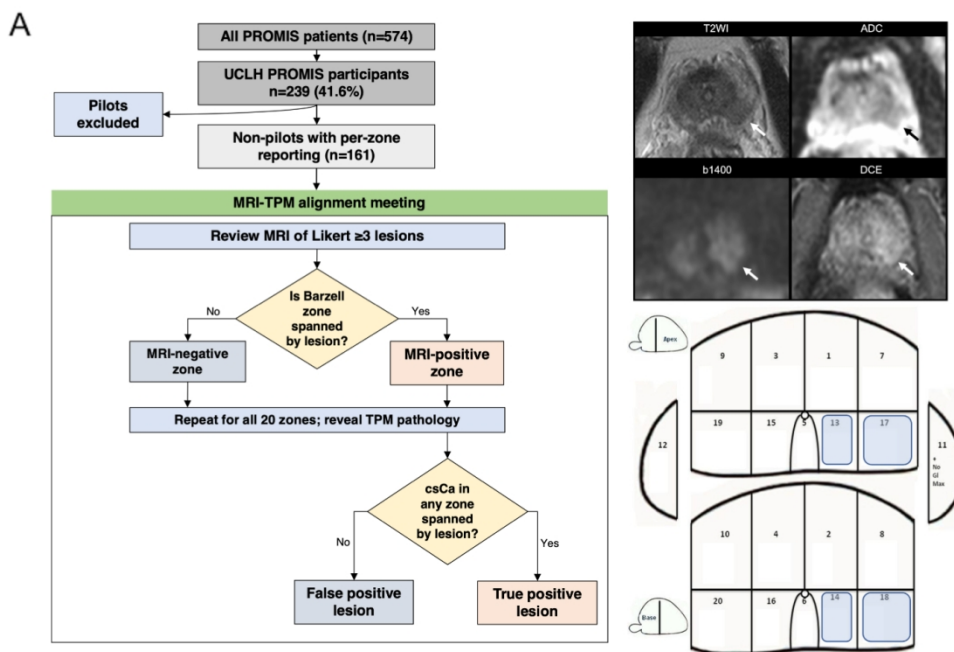 A
All PROMIS patients (n=574)
UCLH PROMIS participants
n=239 (41.6%)
Pilots
excluded
Non-pilots with per-zone
reporting (n=161)
MRI-TPM alignment meeting
Review MRI of Likert ≥3 lesions
Is Barzell
zone
spanned
by lesion?
No
Yes
MRI-negative
zone
MRI-positive
zone
Repeat for all 20 zones; reveal TPM pathology
csCa in
any zone
spanned
by lesion?
No
Yes
False positive
lesion
True positive
lesion
T2WI
ADC
b1400
DCE
Apex
9
3
1
7
19
15
5
13
17
12
11
*
No
Gl
Max
10
4
2
8
20
16
6
14
18
Base